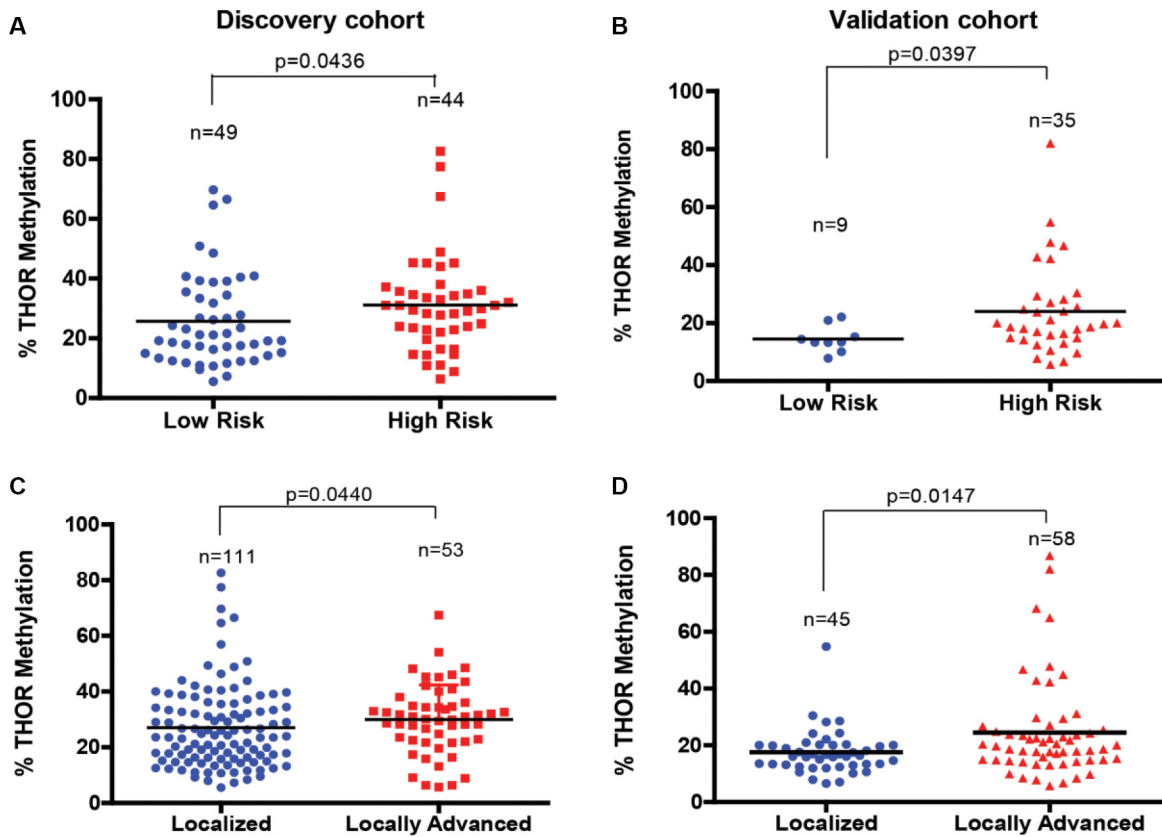 Discovery cohort
A
p=0.0436
n=49
n=44
% THOR Methylation
100
80
60
40
20
0
Low Risk
High Risk
Validation cohort
B
p=0.0397
n=9
n=35
% THOR Methylation
100
80
60
40
20
0
Low Risk
High Risk
C
p=0.0440
n=111
n=53
% THOR Methylation
100
80
60
40
20
0
Localized
Locally Advanced
D
p=0.0147
n=45
n=58
% THOR Methylation
100
80
60
40
20
0
Localized
Locally Advanced